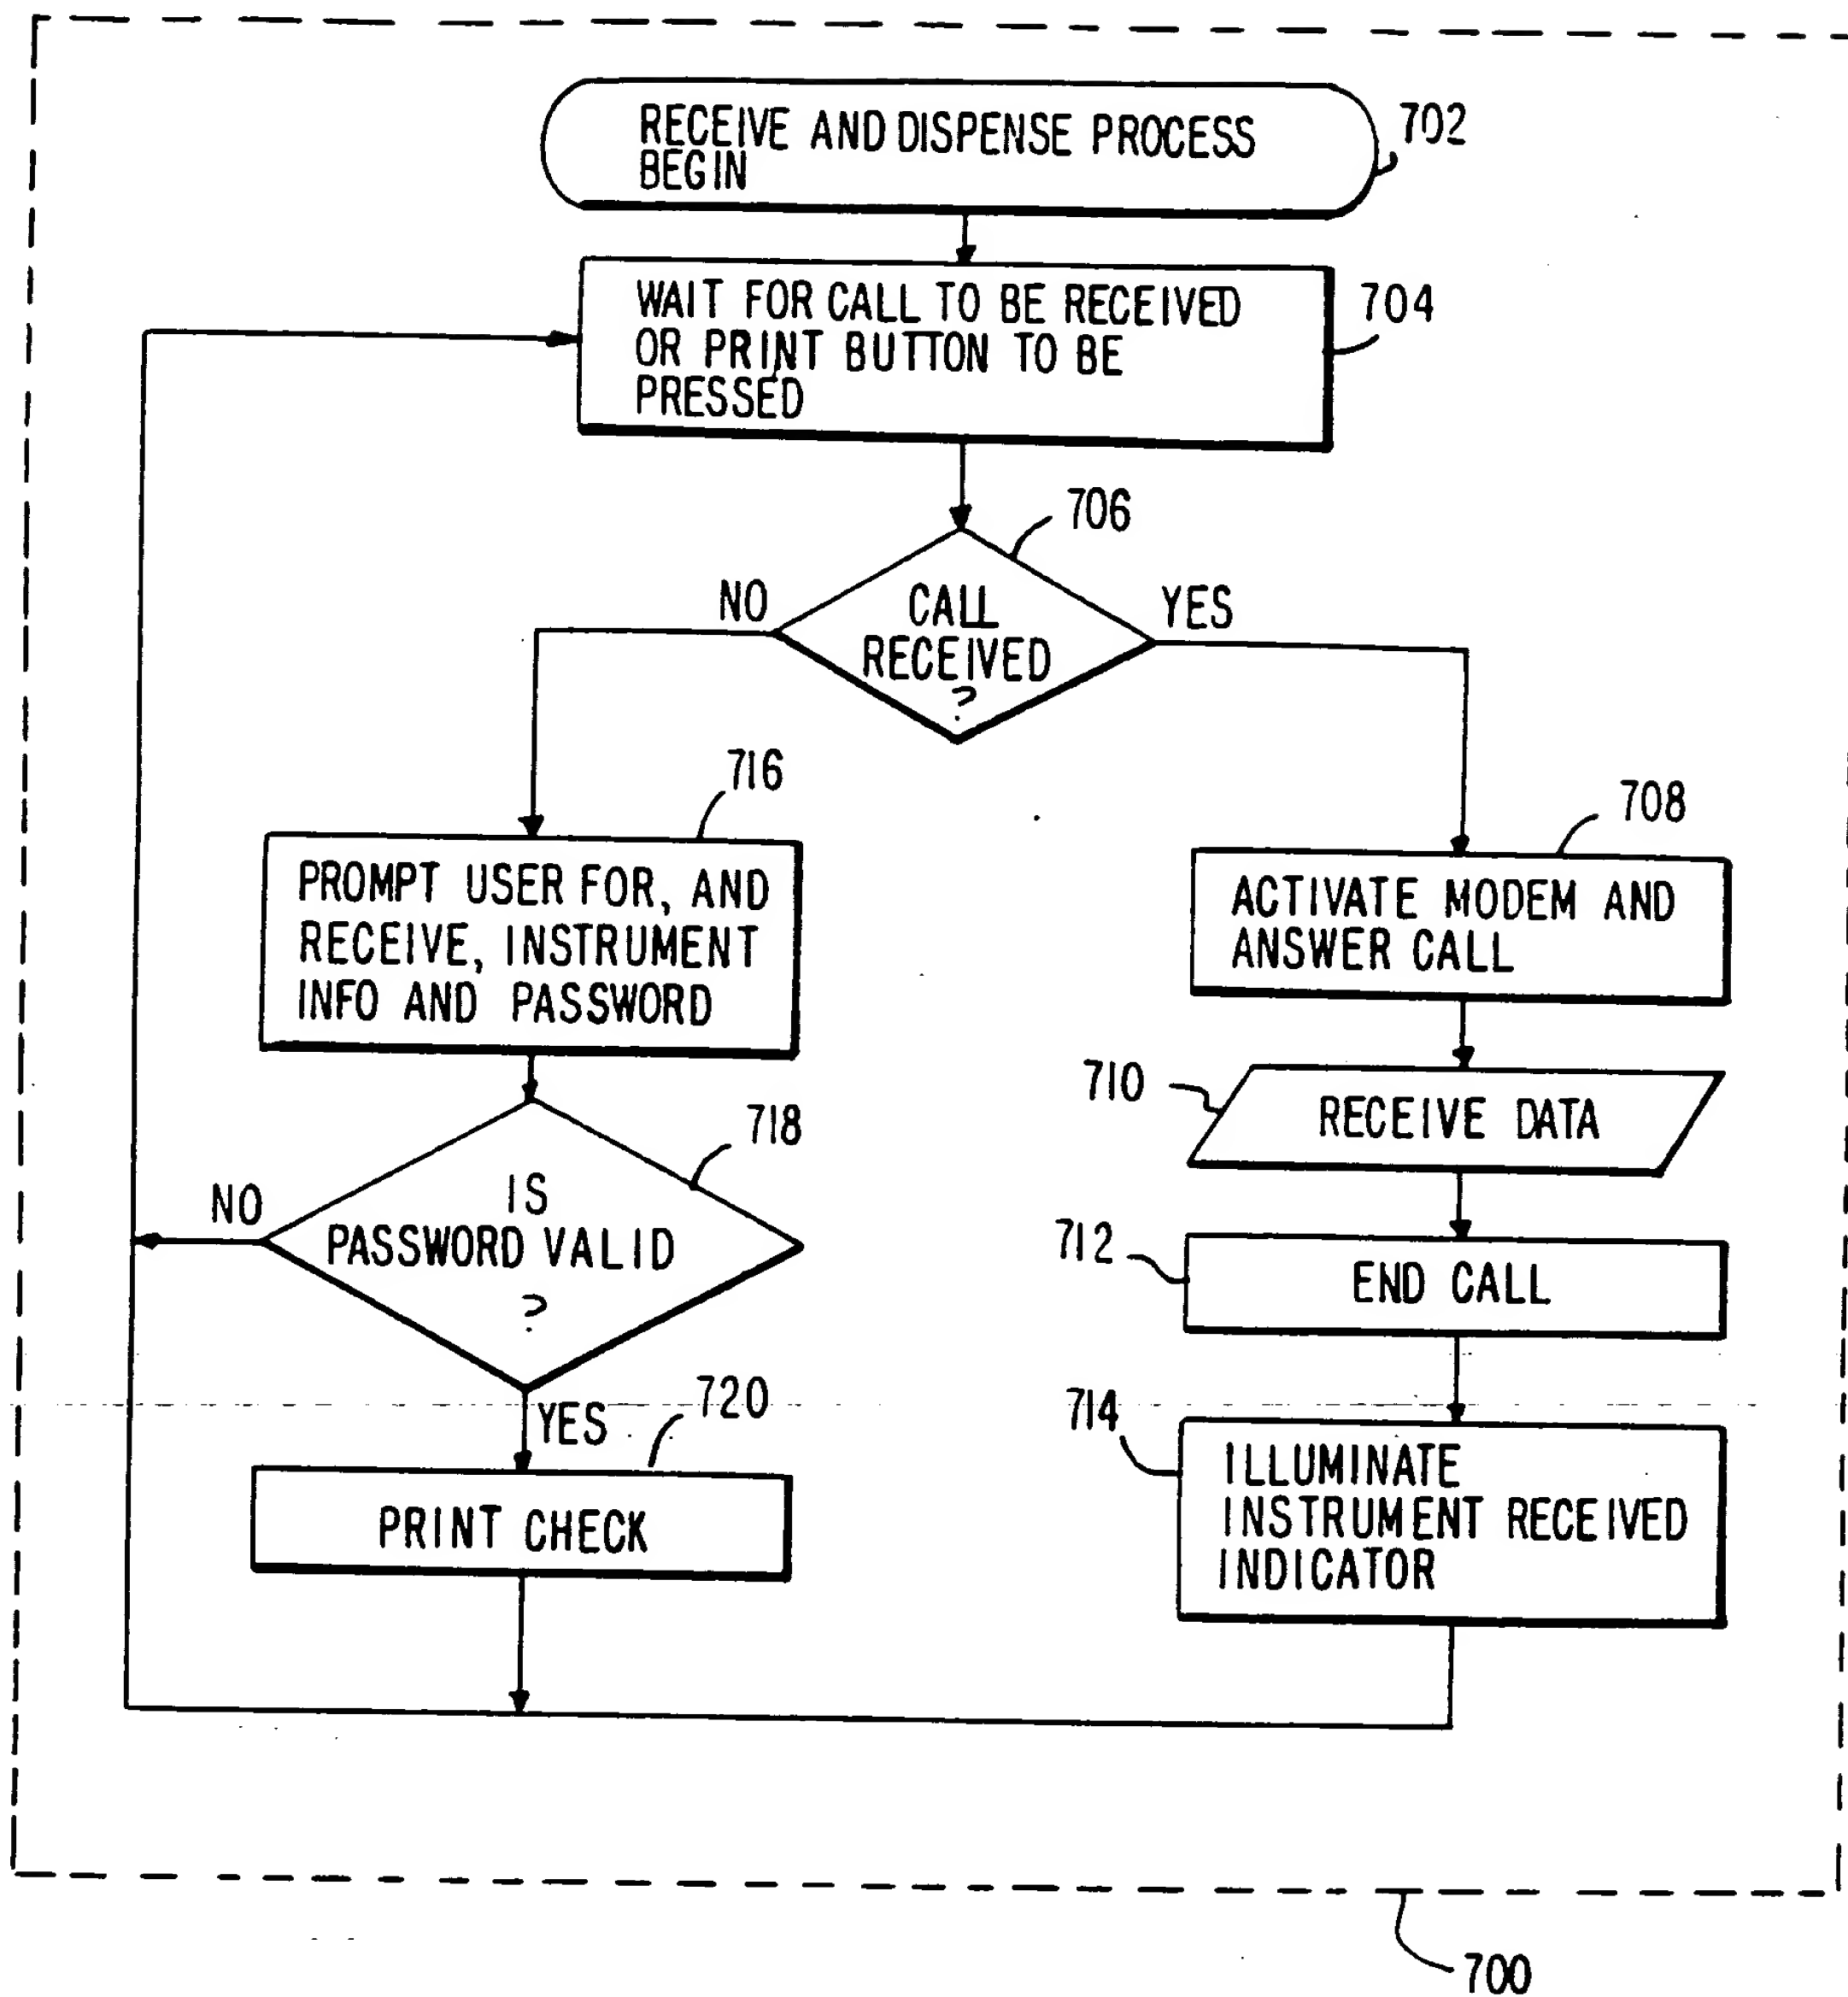 RECEIVE AND DISPENSE PROCESS
BEGIN
702
WAIT FOR CALL TO BE RECEIVED
OR PRINT BUTTON TO BE
PRESSED
704
706
CALL
RECEIVED
?
NO
YES
716
PROMPT USER FOR, AND
RECEIVE, INSTRUMENT
INFO AND PASSWORD
708
ACTIVATE MODEM AND
ANSWER CALL
710
RECEIVE DATA
718
IS
PASSWORD VALID
?
NO
YES
712
END CALL
720
PRINT CHECK
714
ILLUMINATE
INSTRUMENT RECEIVED
INDICATOR
700